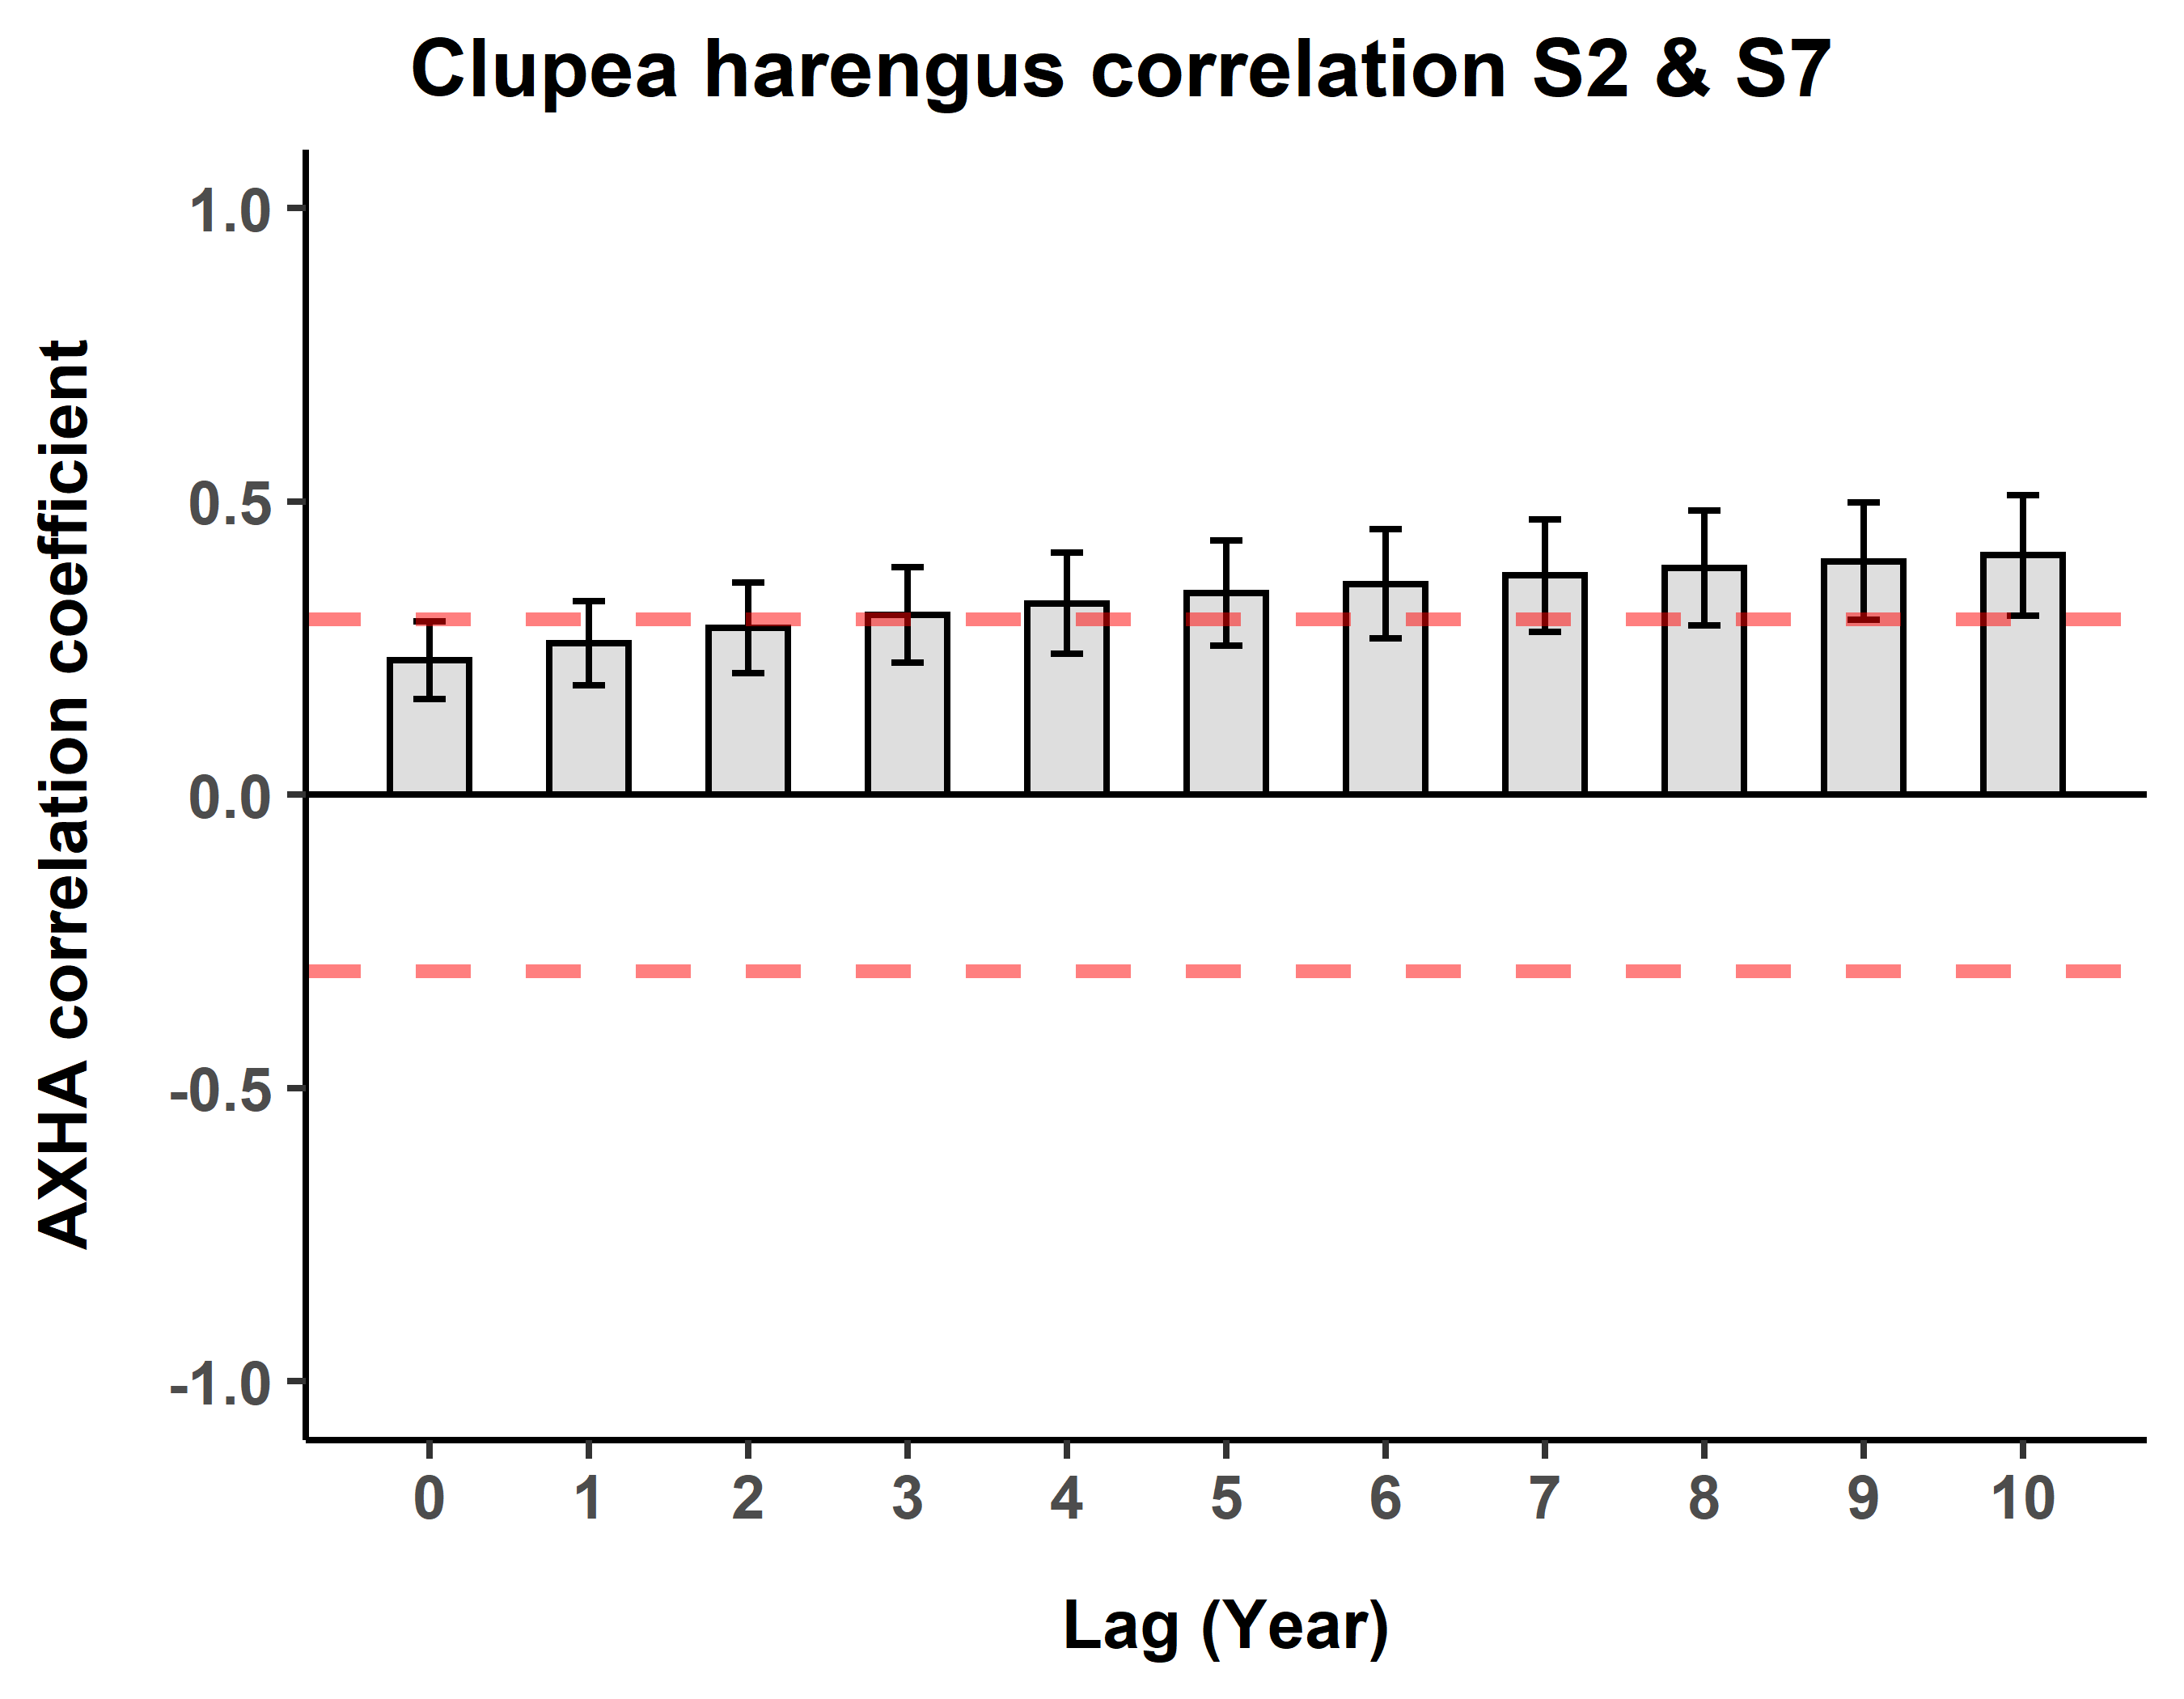 Clupea harengus correlation S2 & S7
AXHA correlation coefficient
1.0
0.5
0.0
-0.5
-1.0
0 1 2 3 4 5 6 7 8 9 10
Lag (Year)